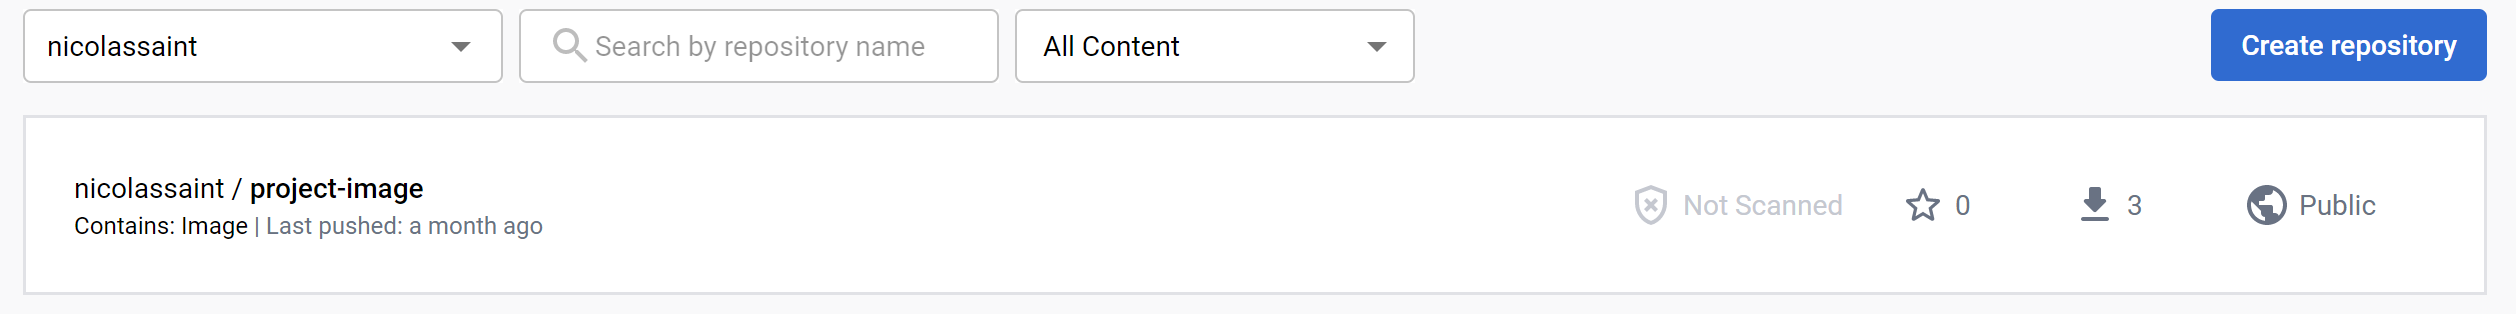 nicolassaint
Search by repository name
All Content
Create repository
nicolassaint / project-image
Not Scanned
0
3
Public
Contains: Image | Last pushed: a month ago